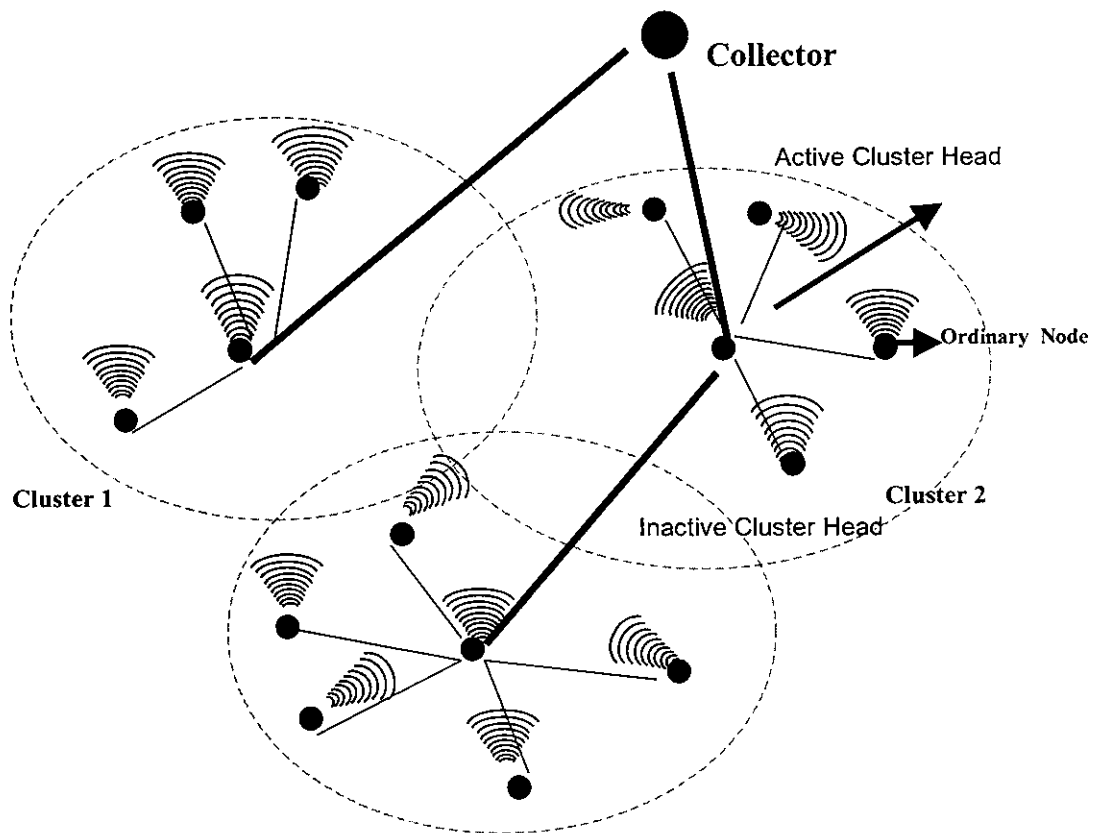 Collector
Active Cluster Head
Ordinary Node
Cluster 1
Cluster 2
Inactive Cluster Head